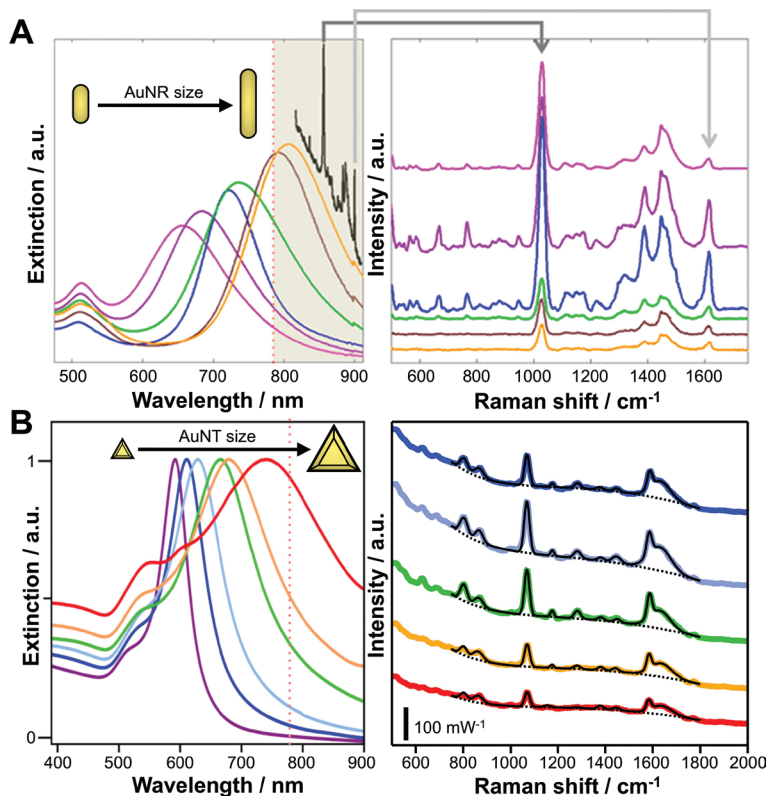 A
AuNR size
Extinction / a.u.
500 600 700 800 900
Wavelength / nm
Intensity / a.u.
600 800 1000 1200 1400 1600
Raman shift / cm-1
B
AuNT size
Extinction / a.u.
1
0
400 500 600 700 800 900
Wavelength / nm
Intensity / a.u.
100 mW-1
600 800 1000 1200 1400 1600 1800 2000
Raman shift / cm-1